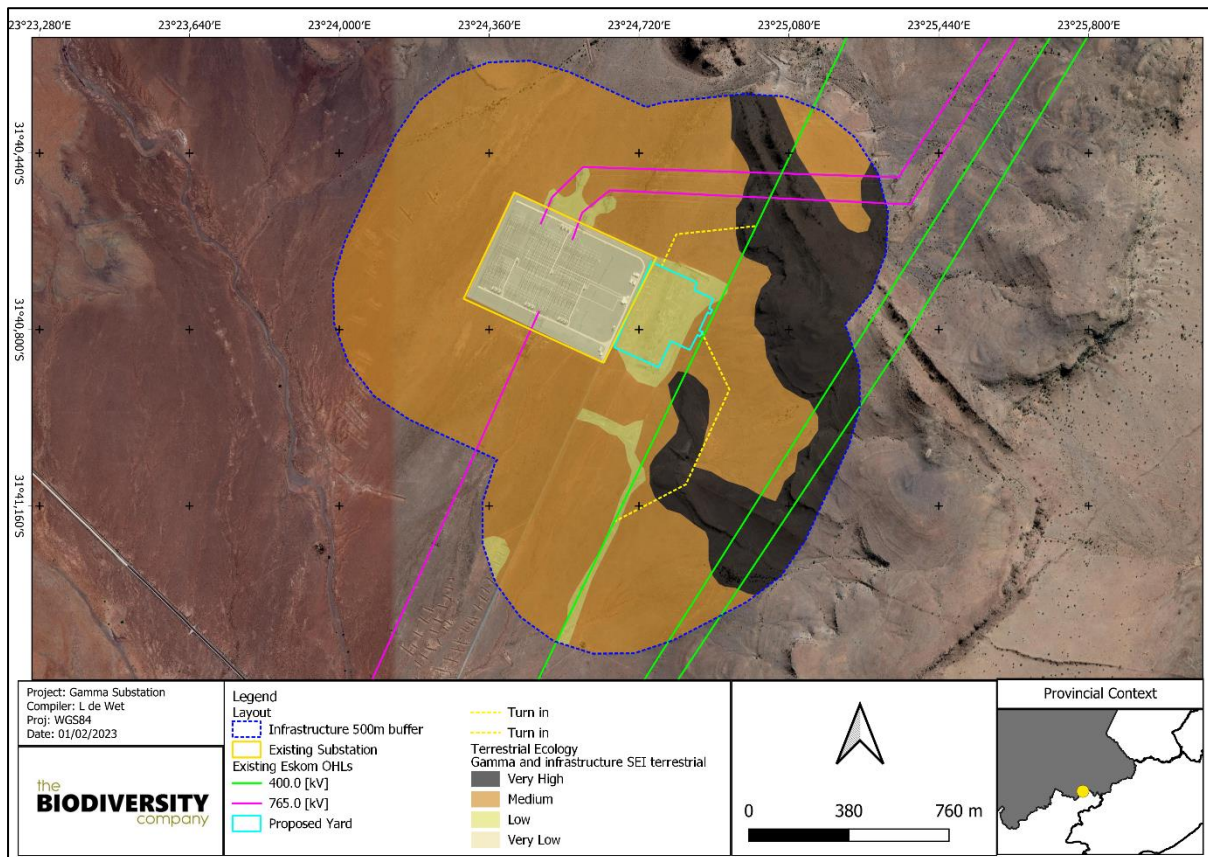 23°23,280'E
23°23,640'E
24°24,000'E
23°24,360'E
23°24,720'E
23°25,080'E
23°25,440'E
23°25,800'E
31°40,440'S
31°40,800'S
31°41,160'S
Project: Gamma Substation
Compiler: L de Wet
Proj: WGS84
Date: 01/02/2023
the
BIODIVERSITY
company
Legend
Layout
Infrastructure 500m buffer
Existing Substation
Existing Eskom OHLs
400.0 [kV]
765.0 [kV]
Proposed Yard
Turn in
Turn in
Terrestrial Ecology
Gamma and infrastructure SEI terrestrial
Very High
Medium
Low
Very Low
0 380 760 m
Provincial Context